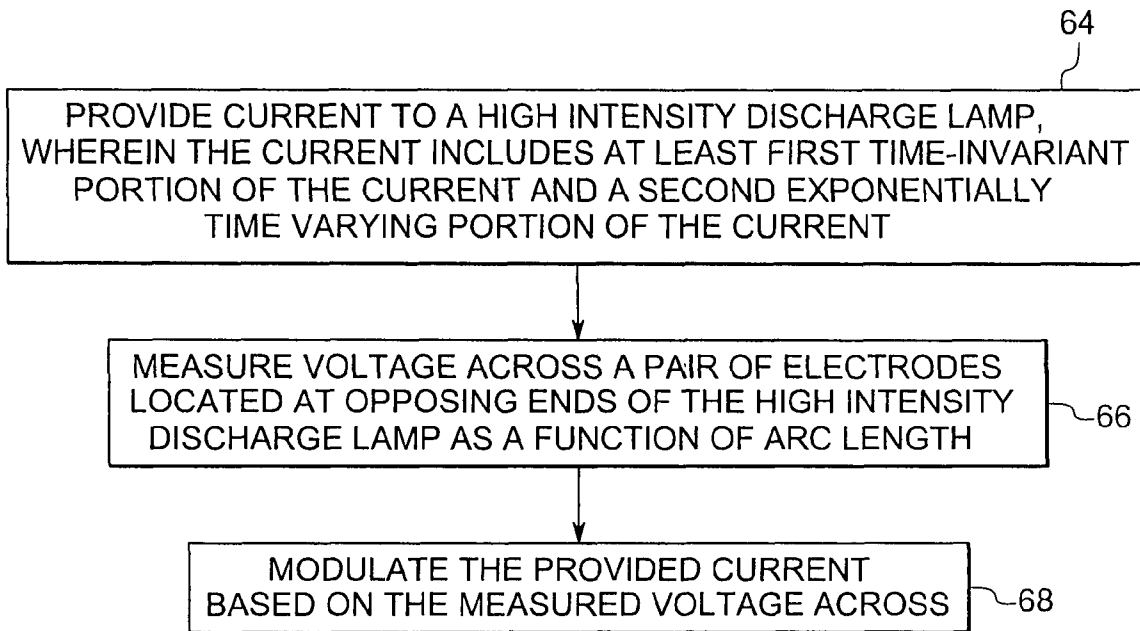 64
PROVIDE CURRENT TO A HIGH INTENSITY DISCHARGE LAMP,
WHEREIN THE CURRENT INCLUDES AT LEAST FIRST TIME-INVARIANT
PORTION OF THE CURRENT AND A SECOND EXPONENTIALLY
TIME VARYING PORTION OF THE CURRENT
MEASURE VOLTAGE ACROSS A PAIR OF ELECTRODES
LOCATED AT OPPOSING ENDS OF THE HIGH INTENSITY
DISCHARGE LAMP AS A FUNCTION OF ARC LENGTH
66
MODULATE THE PROVIDED CURRENT
BASED ON THE MEASURED VOLTAGE ACROSS
68